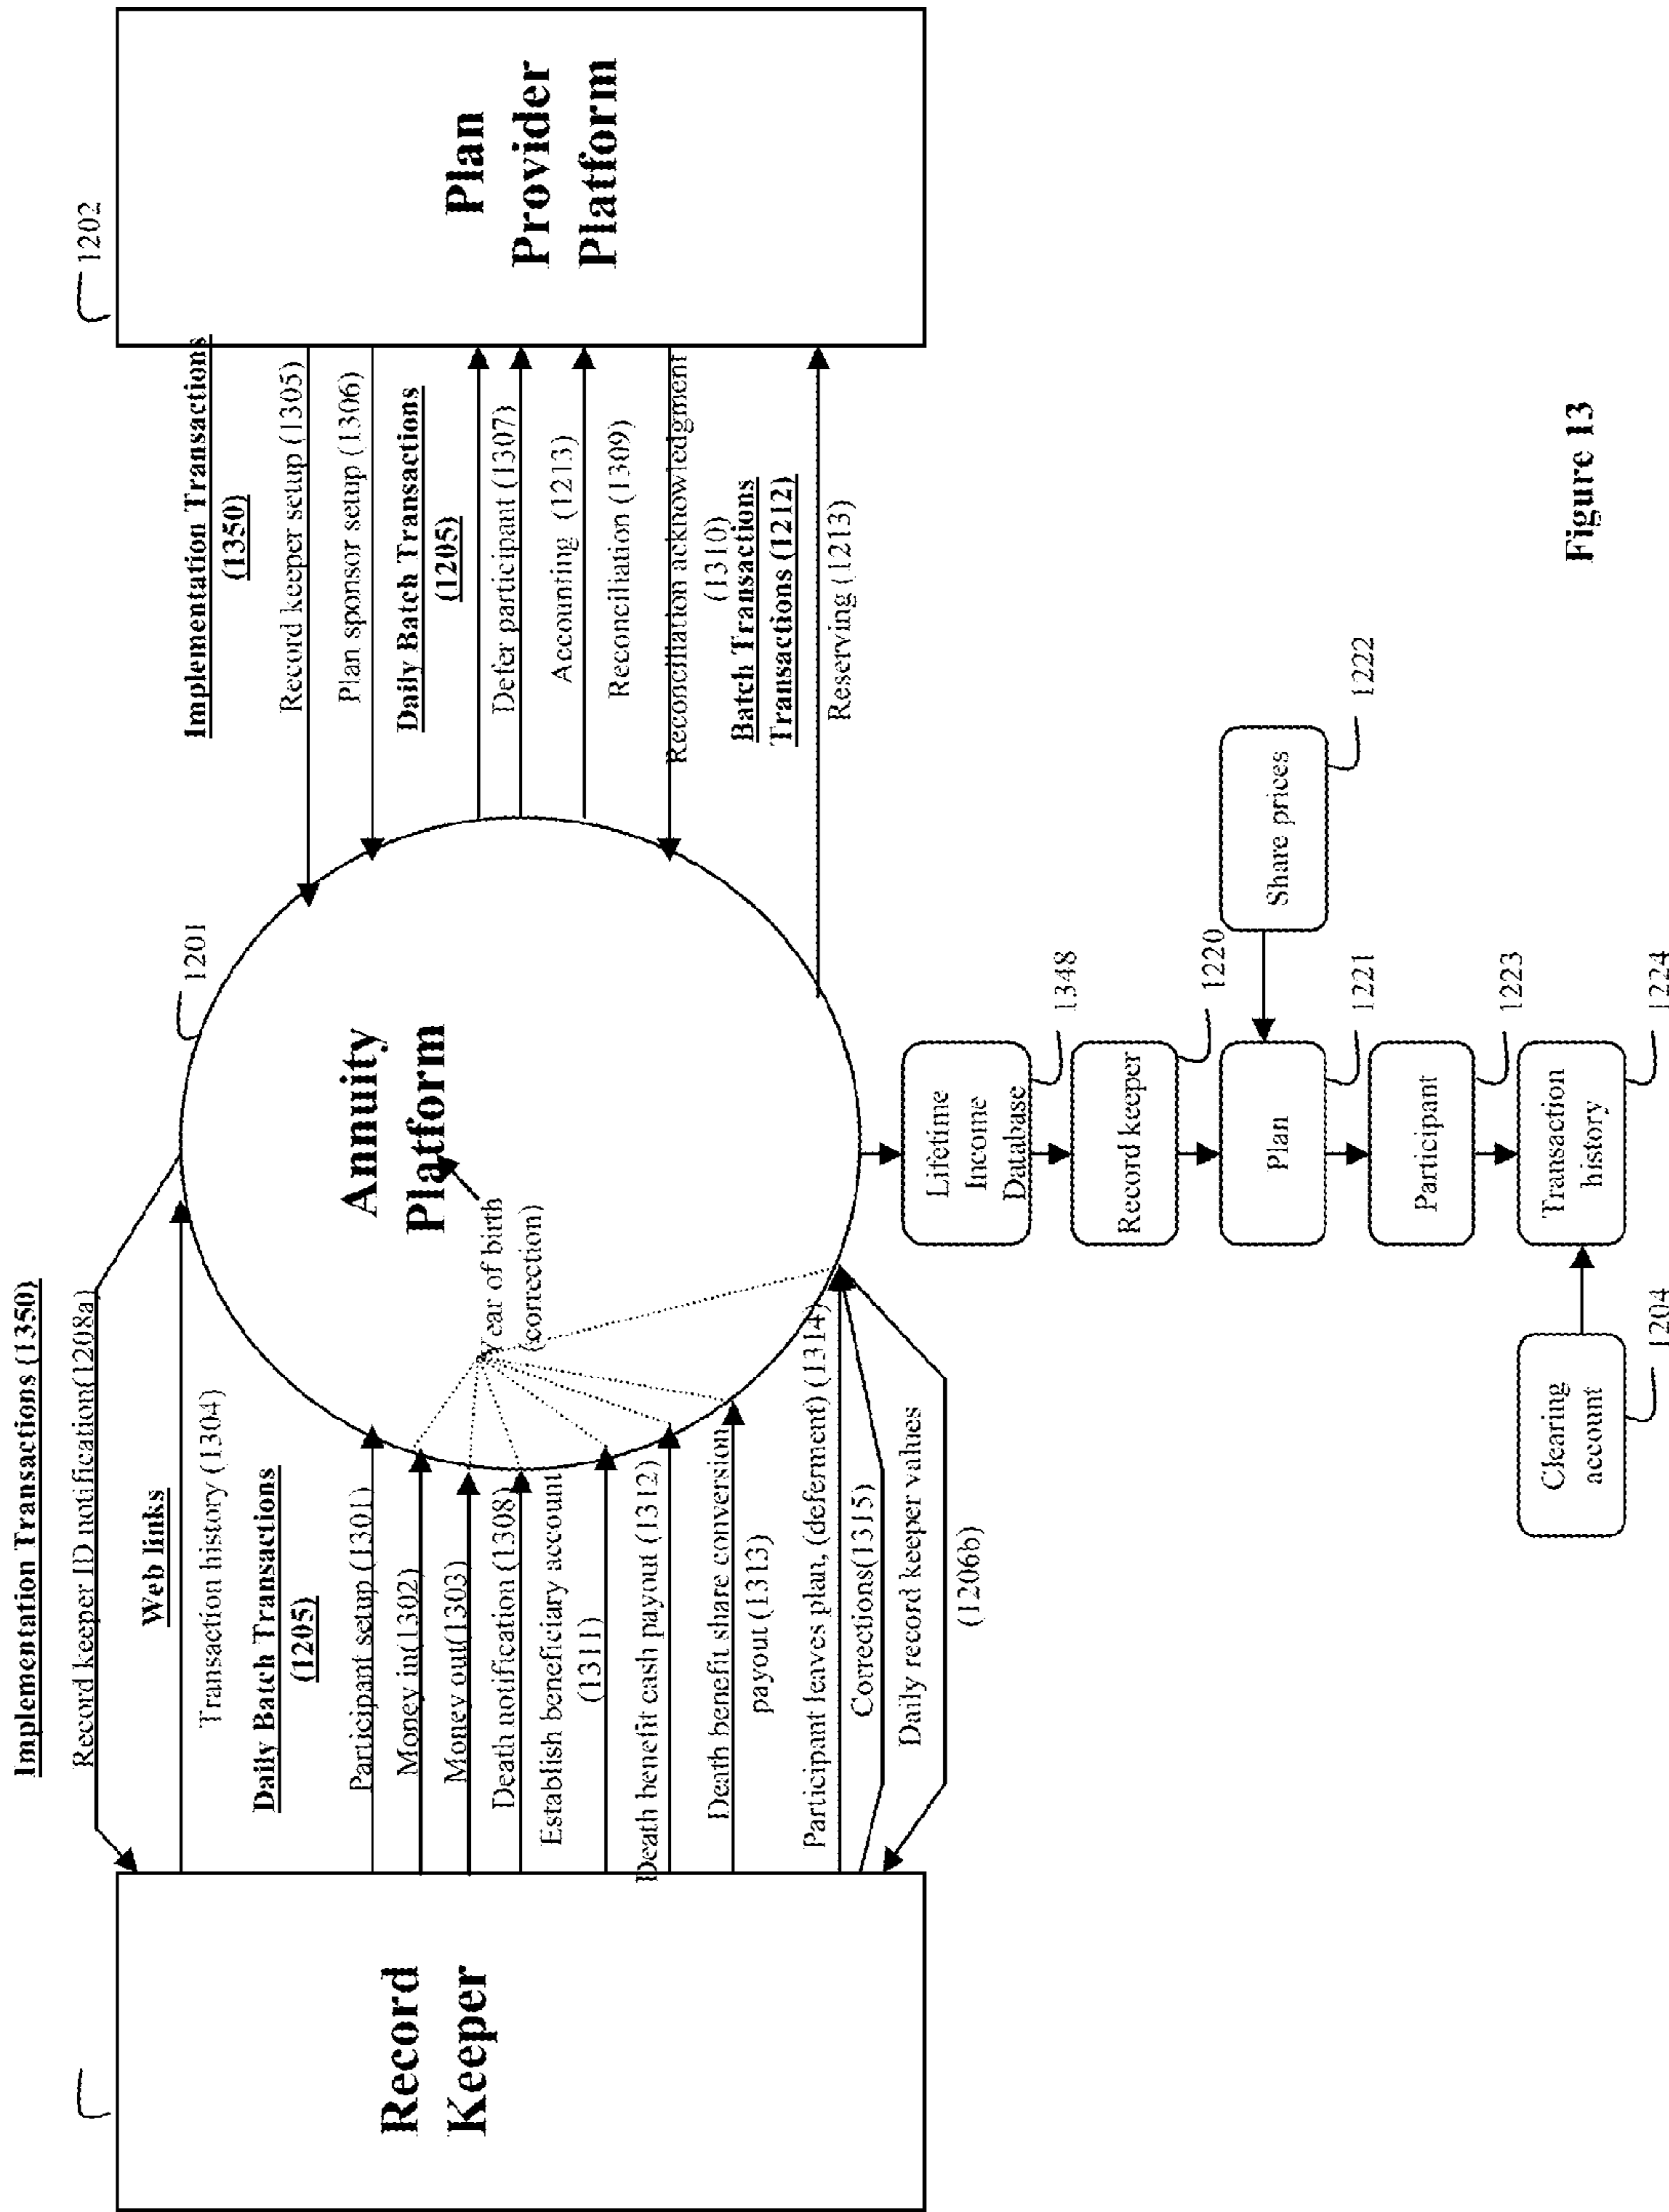 Implementation Transactions (1350)
Record keeper ID notification(1208a)
Web links
Transaction history (1304)
Daily Batch Transactions
(1205)
Participant setup (1301)
Money in(1302)
Money out(1303)
Death notification (1308)
Establish beneficiary account
(1311)
Death benefit cash payout (1312)
Death benefit share conversion
payout (1313)
Participant leaves plan, (deferment) (1314)
Corrections(1315)
Daily record keeper values
(1206b)
Record
Keeper
1201
Annuity
Platform
year of birth
(correction)
Implementation Transactions
(1350)
Record keeper setup (1305)
Plan sponsor setup (1306)
Daily Batch Transactions
(1205)
Defer participant (1307)
Accounting (1213)
Reconciliation (1309)
Reconciliation acknowledgment
(1310)
Batch Transactions
Transactions (1212)
Reserving (1213)
1202
Plan
Provider
Platform
Lifetime
Income
Database
1348
Record keeper
1220
Plan
1221
Share prices
1222
Participant
1223
Transaction
history
1224
Clearing
account
1204
Figure 13